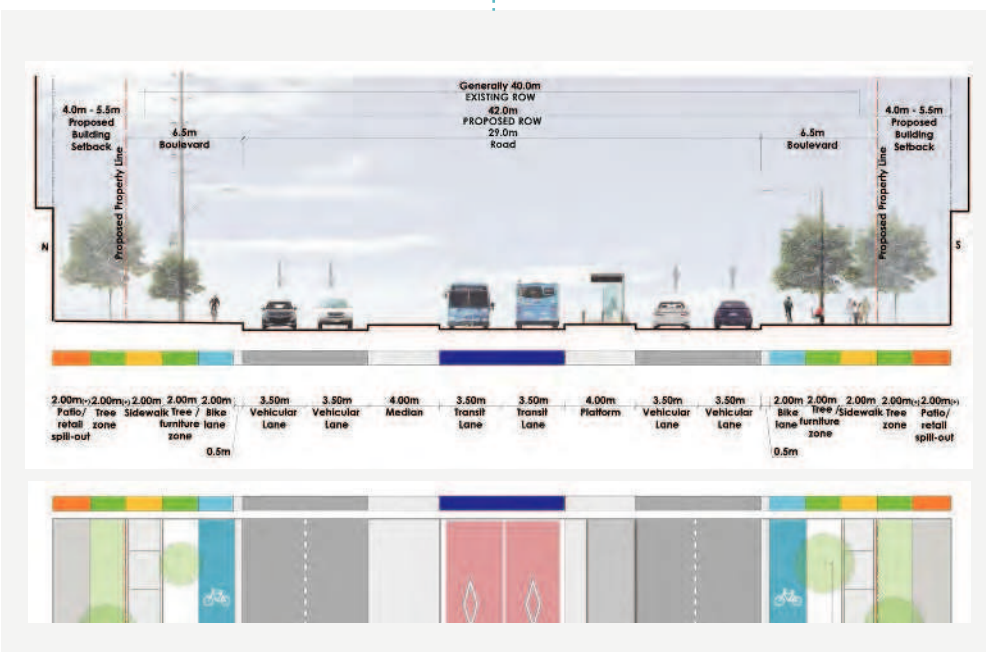 Generally 40.0m
EXISTING ROW
42.0m
PROPOSED ROW
29.0m
Road
4.0m - 5.5m
Proposed
Building
Setback
Proposed Property Line
6.5m
Boulevard
6.5m
Boulevard
Proposed Property Line
4.0m - 5.5m
Proposed
Building
Setback
N
S
2.00m(+)
Patio/
retail
spill-out
2.00m(+)
Tree
zone
2.00m
Sidewalk
2.00m
Tree /
furniture
zone
2.00m
Bike
lane
0.5m
3.50m
Vehicular
Lane
3.50m
Vehicular
Lane
4.00m
Median
3.50m
Transit
Lane
3.50m
Transit
Lane
4.00m
Platform
3.50m
Vehicular
Lane
3.50m
Vehicular
Lane
2.00m
Bike
lane
0.5m
2.00m
Tree /
furniture
zone
2.00m
Sidewalk
2.00m(+)
Tree
zone
2.00m(+)
Patio/
retail
spill-out